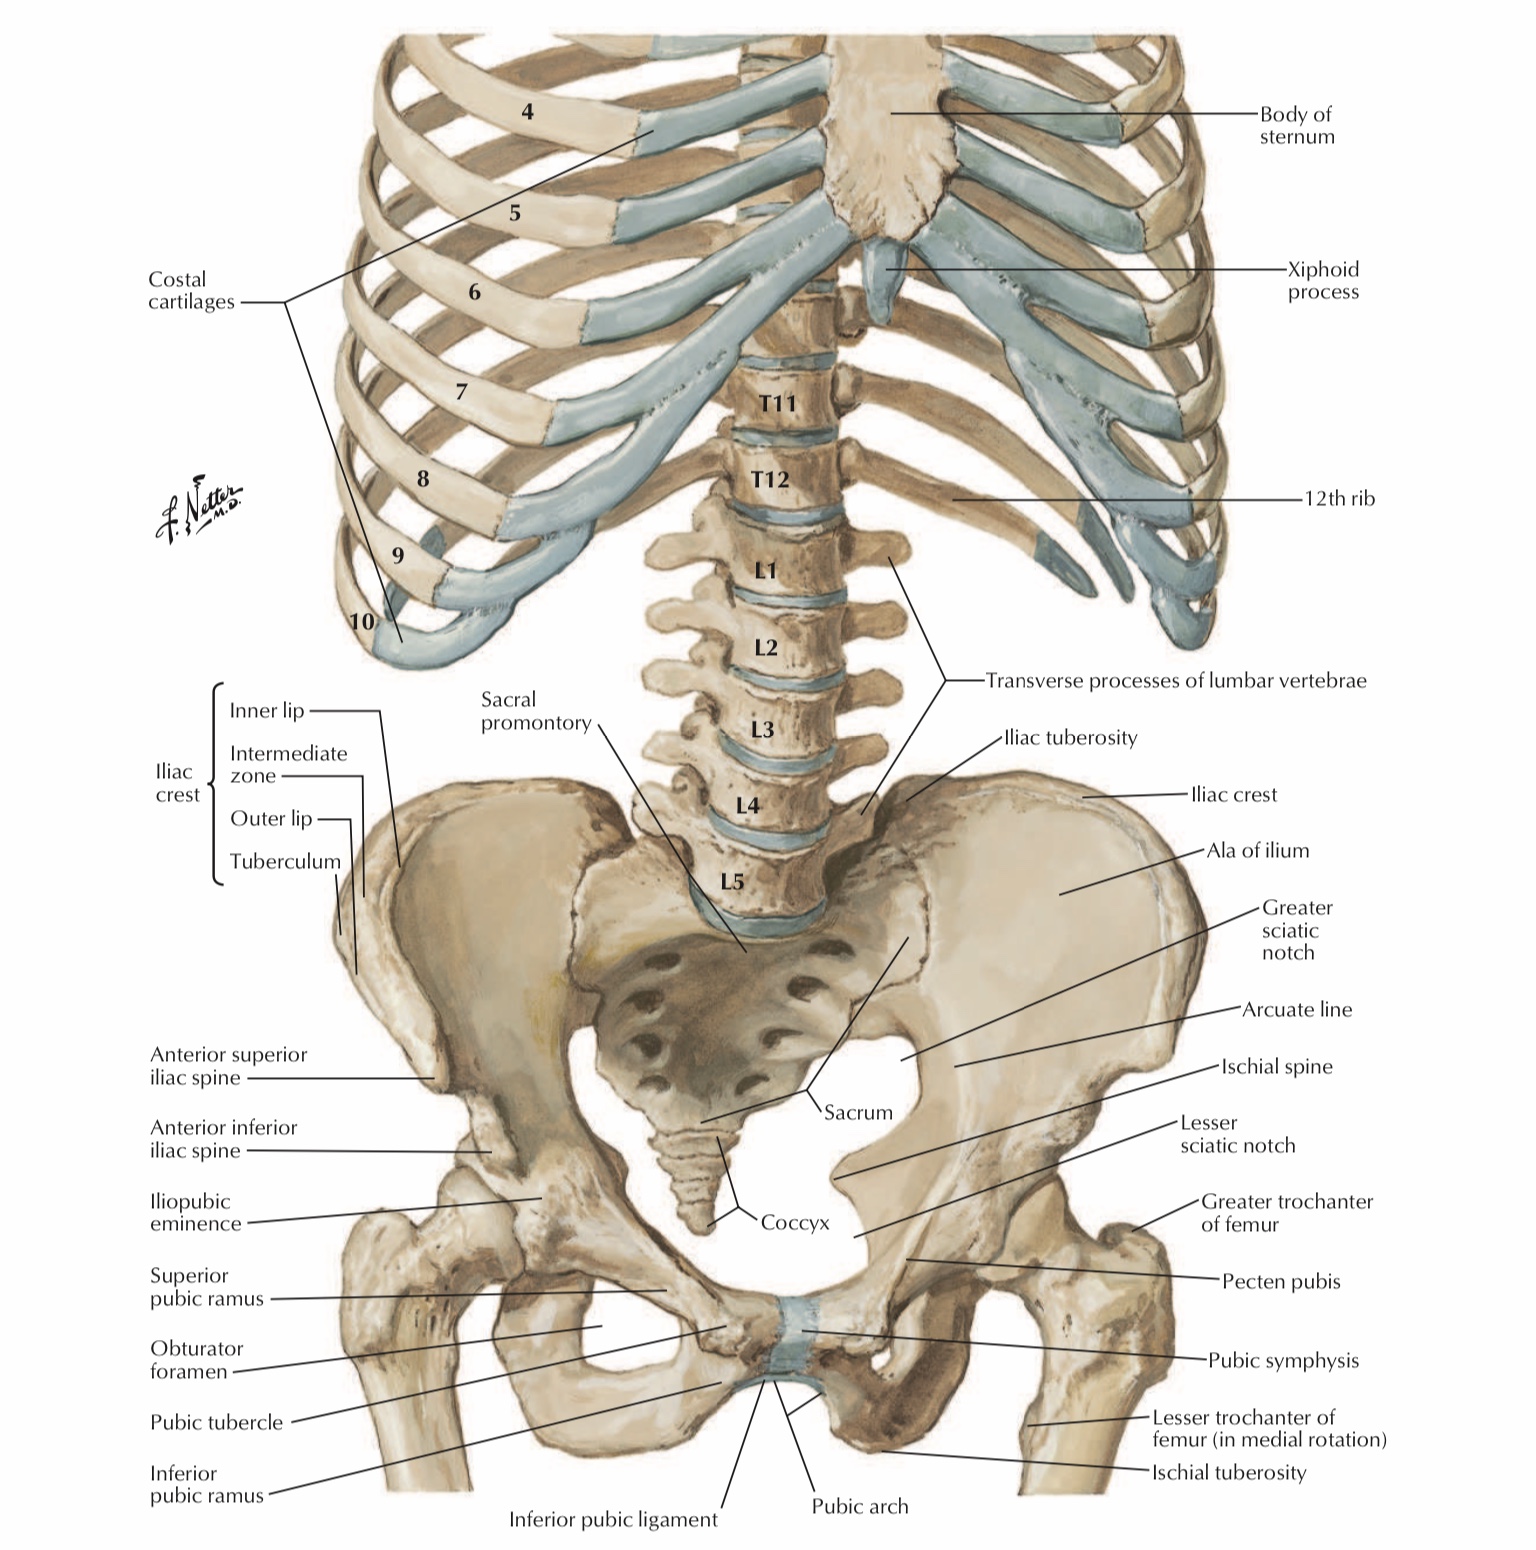 4
Body of
sternum
5
Costal
cartilages
6
Xiphoid
process
7
T11
8
T12
12th rib
F. Netter
M.D.
9
L1
10
L2
Transverse processes of lumbar vertebrae
Iliac
crest
Inner lip
Intermediate
zone
Outer lip
Tuberculum
Sacral
promontory
L3
Iliac tuberosity
L4
Iliac crest
Ala of ilium
L5
Greater
sciatic
notch
Arcuate line
Anterior superior
iliac spine
Ischial spine
Sacrum
Anterior inferior
iliac spine
Lesser
sciatic notch
Iliopubic
eminence
Coccyx
Greater trochanter
of femur
Superior
pubic ramus
Pecten pubis
Obturator
foramen
Pubic symphysis
Pubic tubercle
Lesser trochanter of
femur (in medial rotation)
Inferior
pubic ramus
Ischial tuberosity
Inferior pubic ligament
Pubic arch